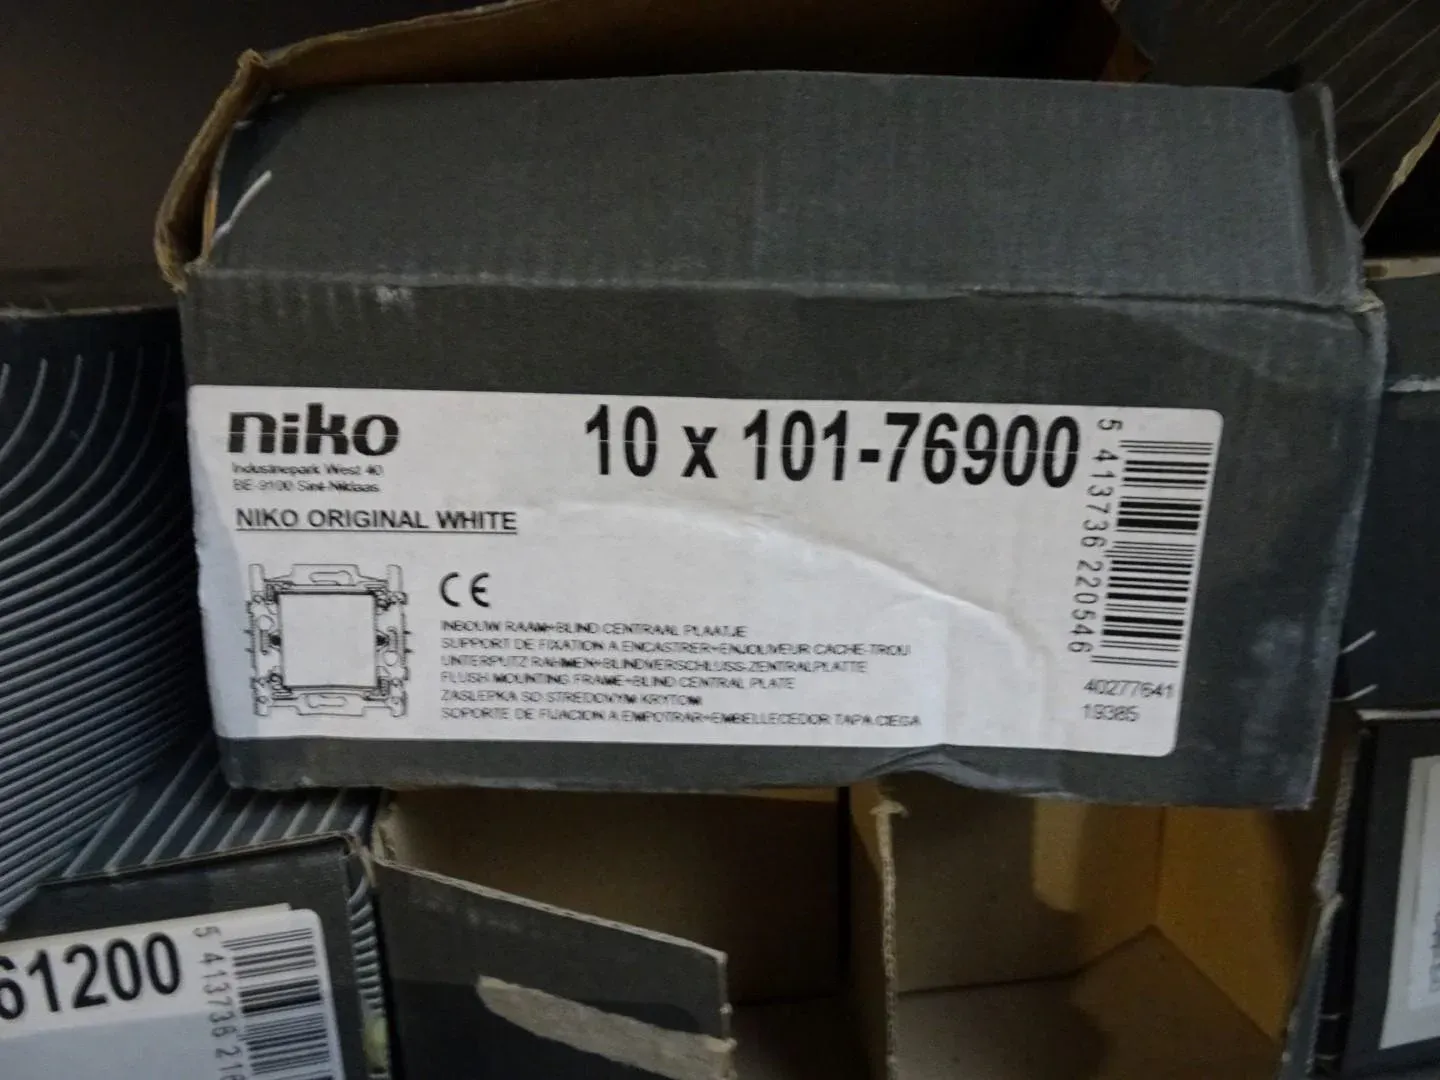 niko
Industriepark West 40
BE-9100 Sint-Niklaas
10 x 101-76900
NIKO ORIGINAL WHITE
CE
INBOUW RAAM+BLIND CENTRAAL PLAATJE
SUPPORT DE FIXATION A ENCASTRER+ENJOLIVEUR CACHE-TROU
UNTERPUTZ RAHMEN+BLINDVERSCHLUSS-ZENTRALPLATTE
FLUSH MOUNTING FRAME+BLIND CENTRAL PLATE
ZASLEPKA SO STREDOVYM KRYTOM
SOPORTE DE FIJACION A EMPOTRAR+EMBELLECEDOR TAPA CIEGA
5 413736 220546
40277641
19385
61200
5 413736 216